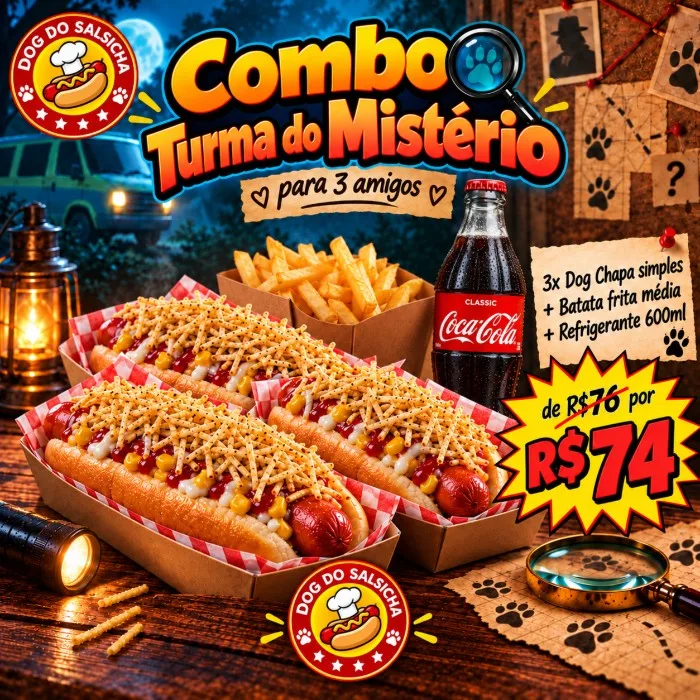 DOG DO SALSICHA
Combo
Turma do Mistério
para 3 amigos
?
3x Dog Chapa simples
+ Batata frita média
+ Refrigerante 600ml
CLASSIC
Coca-Cola
de R$76 por
R$74
DOG DO SALSICHA